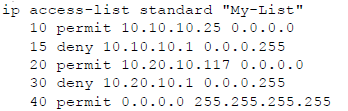 ip access-list standard "My-List"
10 permit 10.10.10.25 0.0.0.0
15 deny 10.10.10.1 0.0.0.255
20 permit 10.20.10.117 0.0.0.0
30 deny 10.20.10.1 0.0.0.255
40 permit 0.0.0.0 255.255.255.255